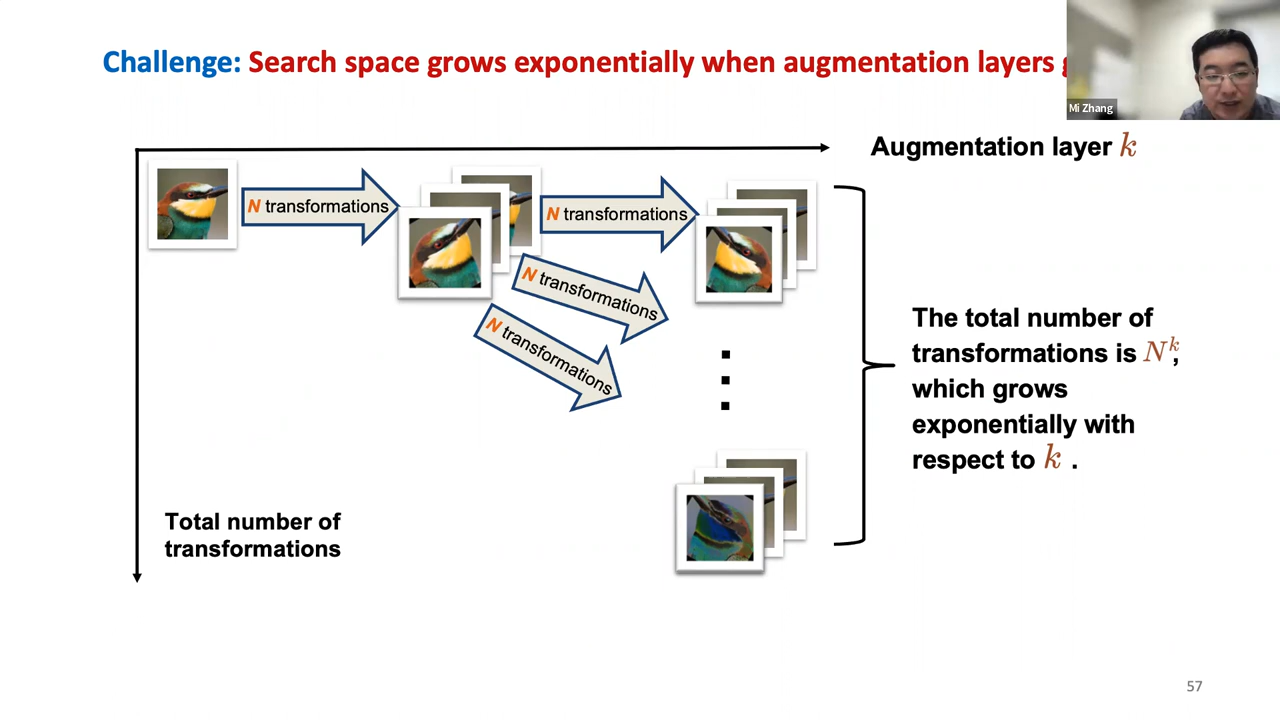 Challenge: Search space grows exponentially when augmentation layers
Mi Zhang
Augmentation layer k
N transformations
N transformations
N transformations
N transformations
The total number of
transformations is N^k,
which grows
exponentially with
respect to k .
Total number of
transformations
57